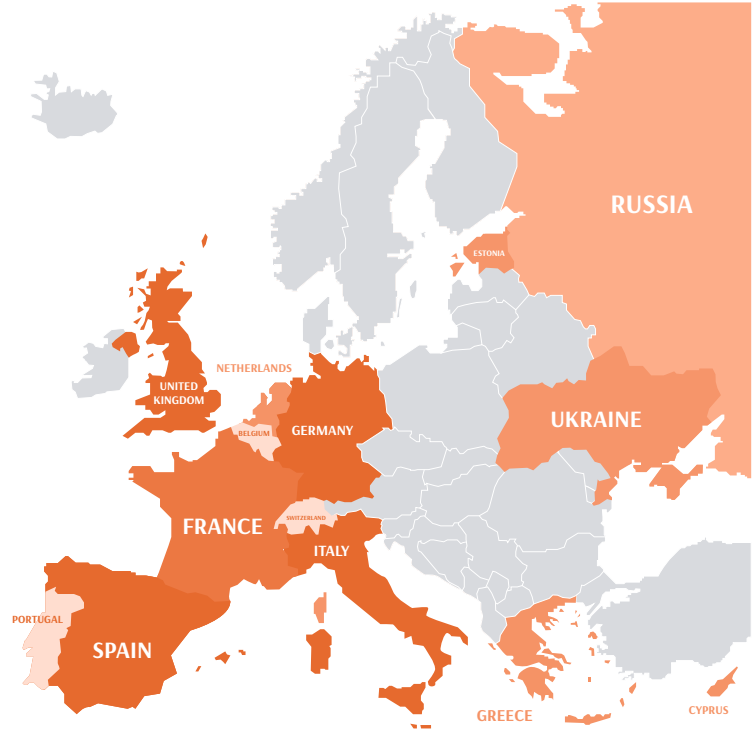 RUSSIA
ESTONIA
NETHERLANDS
UNITED
KINGDOM
UKRAINE
BELGIUM
GERMANY
SWITZERLAND
FRANCE
ITALY
PORTUGAL
SPAIN
CYPRUS
GREECE